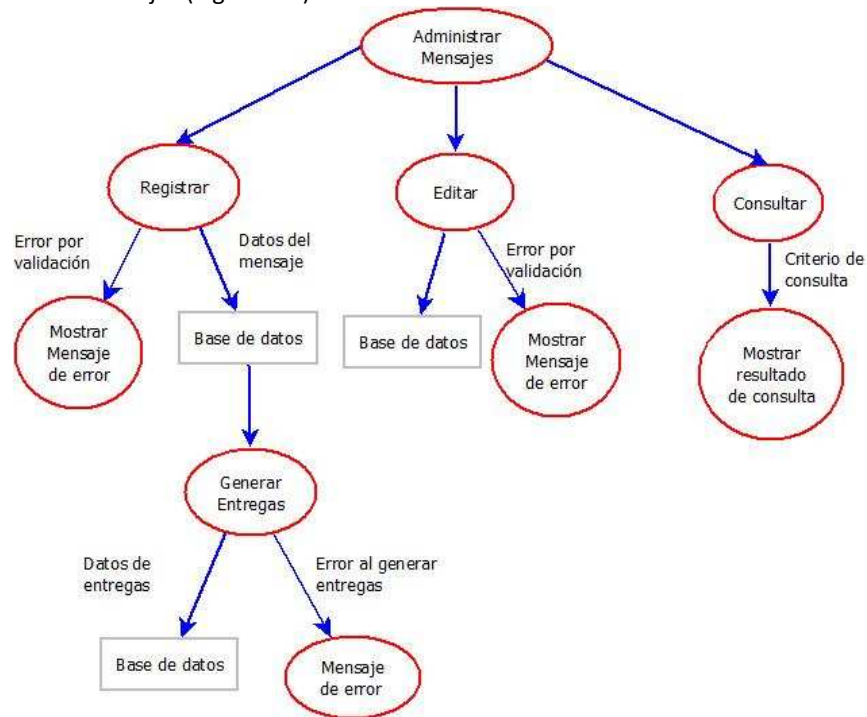 Administrar
Mensajes
Registrar
Editar
Consultar
Error por
validación
Datos del
mensaje
Error por
validación
Criterio de
consulta
Mostrar
Mensaje
de error
Base de datos
Base de datos
Mostrar
Mensaje
de error
Mostrar
resultado
de consulta
Generar
Entregas
Datos de
entregas
Error al generar
entregas
Base de datos
Mensaje
de error